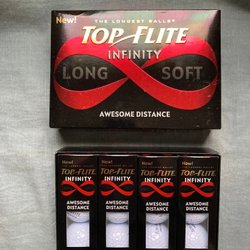 New!
THE LONGEST BALLS®
TOP-FLITE
INFINITY
LONG SOFT
AWESOME DISTANCE
New! New! New! New!
TOP-FLITE TOP-FLITE TOP-FLITE TOP-FLITE
INFINITY INFINITY INFINITY INFINITY
AWESOME AWESOME AWESOME AWESOME
DISTANCE DISTANCE DISTANCE DISTANCE